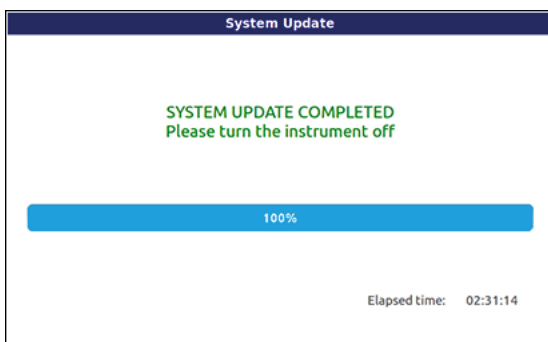 System Update
SYSTEM UPDATE COMPLETED
Please turn the instrument off
100%
Elapsed time: 02:31:14